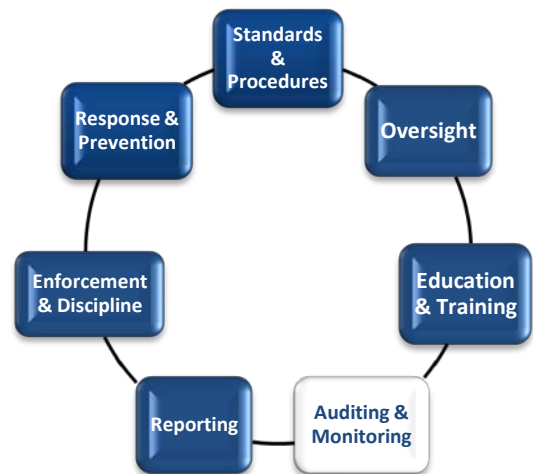 Standards
&
Procedures
Oversight
Education
& Training
Auditing &
Monitoring
Reporting
Enforcement
& Discipline
Response &
Prevention